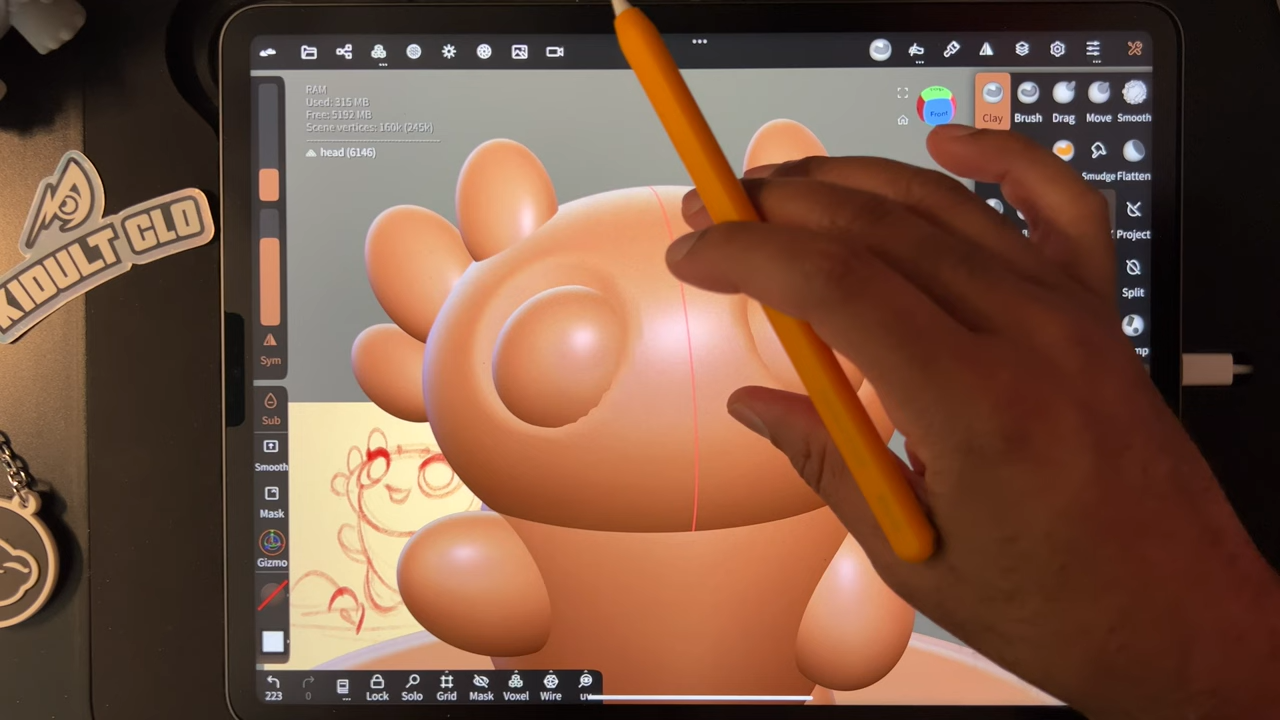 RAM
Used: 315 MB
Free: 5192 MB
Scene vertices: 160k (245k)
head (6146)
Front
Clay
Brush
Drag
Move
Smooth
Smudge
Flatten
Project
Split
KIDULT CLO
Sym
Sub
Smooth
Mask
Gizmo
223
0
Lock
Solo
Grid
Mask
Voxel
Wire
uv